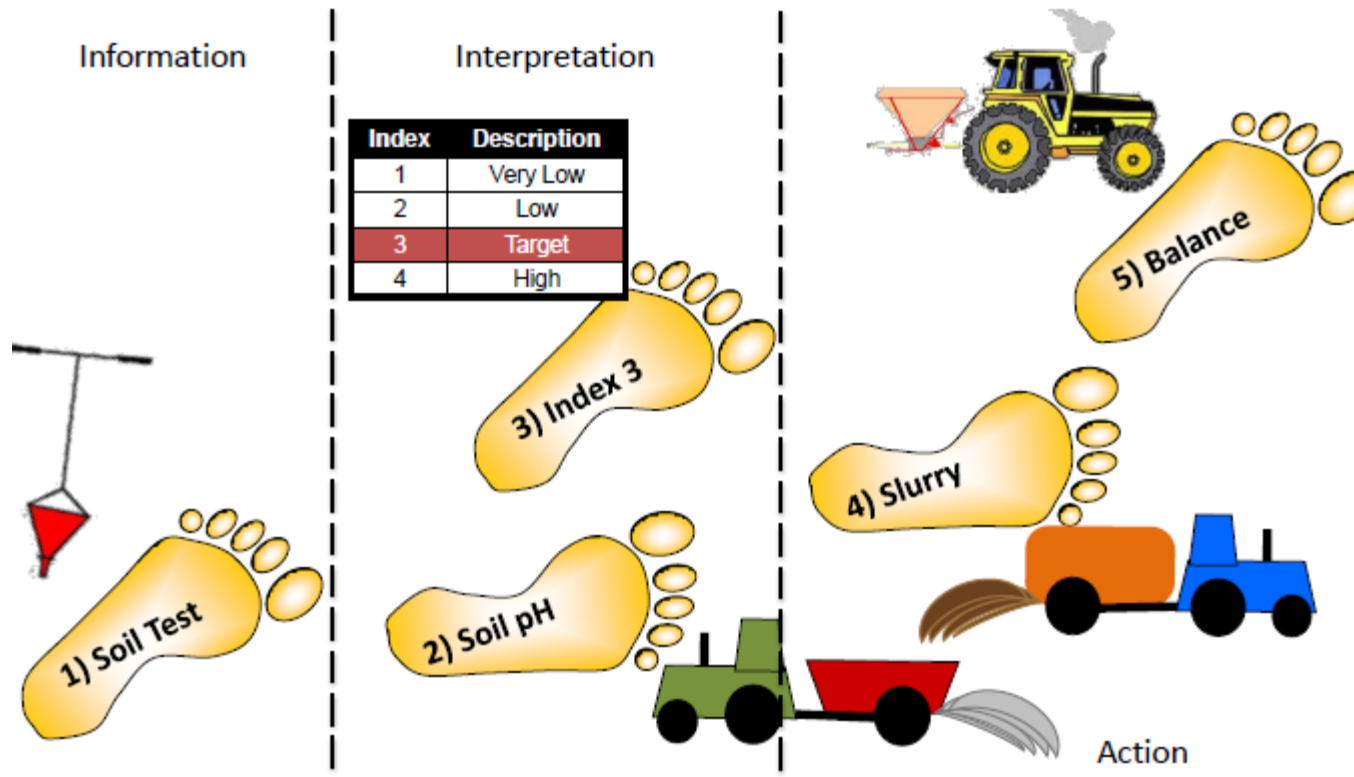 Information
Interpretation
Index Description
1 Very Low
2 Low
3 Target
4 High
1) Soil Test
2) Soil pH
3) Index 3
4) Slurry
5) Balance
Action